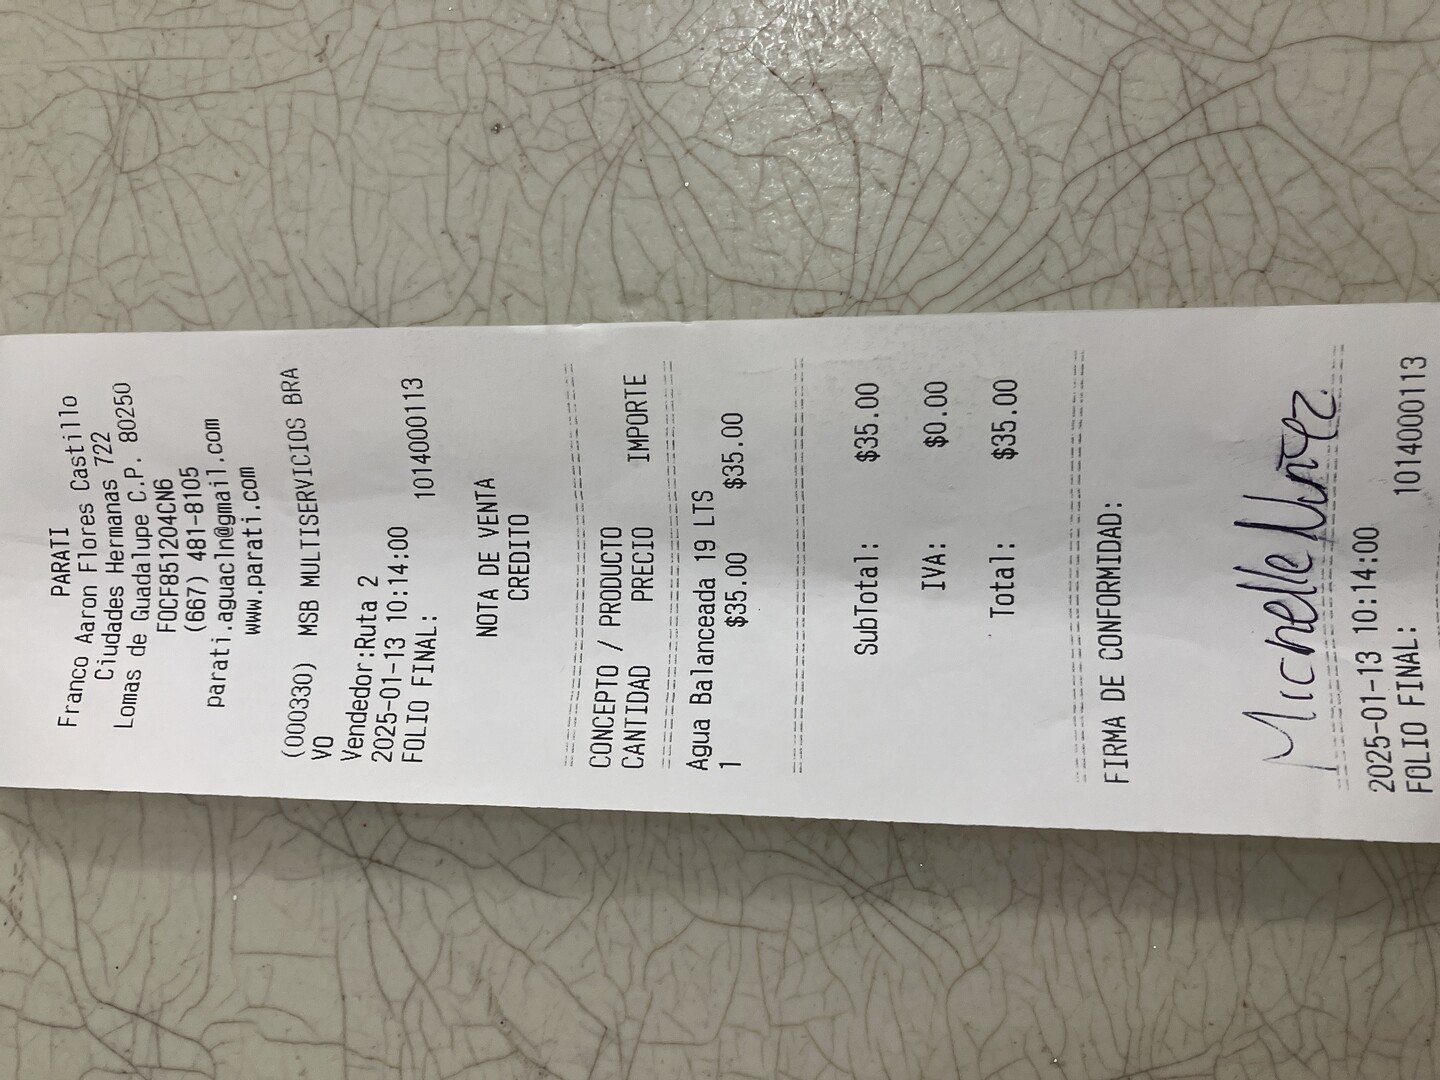 PARATI
Franco Aaron Flores Castillo
Ciudades Hermanas 722
Lomas de Guadalupe C.P. 80250
FOCF851204CN6
(667) 481-8105
parati.aguacln@gmail.com
www.parati.com
(000330) MSB MULTISERVICIOS BRA
VO
Vendedor:Ruta 2
2025-01-13 10:14:00
FOLIO FINAL: 1014000113
NOTA DE VENTA
CREDITO
CONCEPTO / PRODUCTO
CANTIDAD PRECIO IMPORTE
Agua Balanceada 19 LTS
1 $35.00 $35.00
SubTotal: $35.00
IVA: $0.00
Total: $35.00
FIRMA DE CONFORMIDAD:
Michelle Nuñez
2025-01-13 10:14:00
FOLIO FINAL: 1014000113